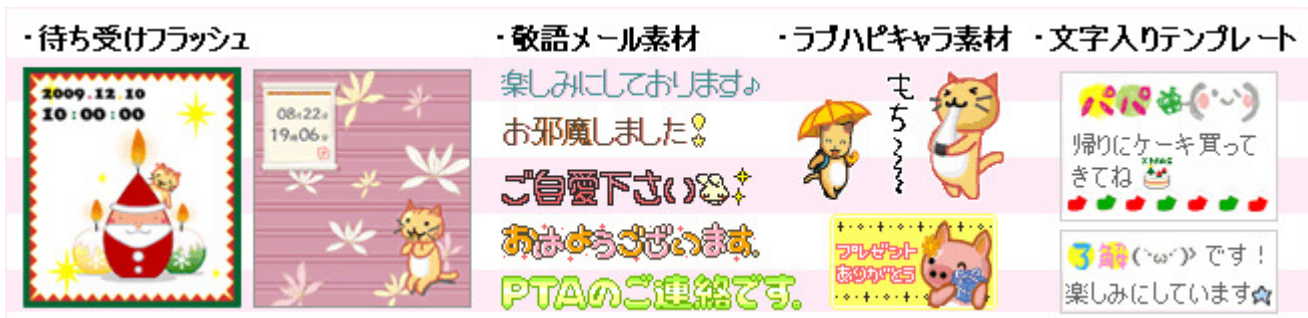 ・待ち受けフラッシュ
2009.12.10
10:00:00
08月22日
19時06分
・敬語メール素材
楽しみにしております♪
お邪魔しました
ご自愛下さい
おはようございます。
PTAのご連絡です。
・ラブハピキャラ素材
もち〜〜
プレゼント
ありがとう
・文字入りテンプレート
パパ
帰りにケーキ買って
きてね
XMAS
了解(`・ω・´)ゞです!
楽しみにしています